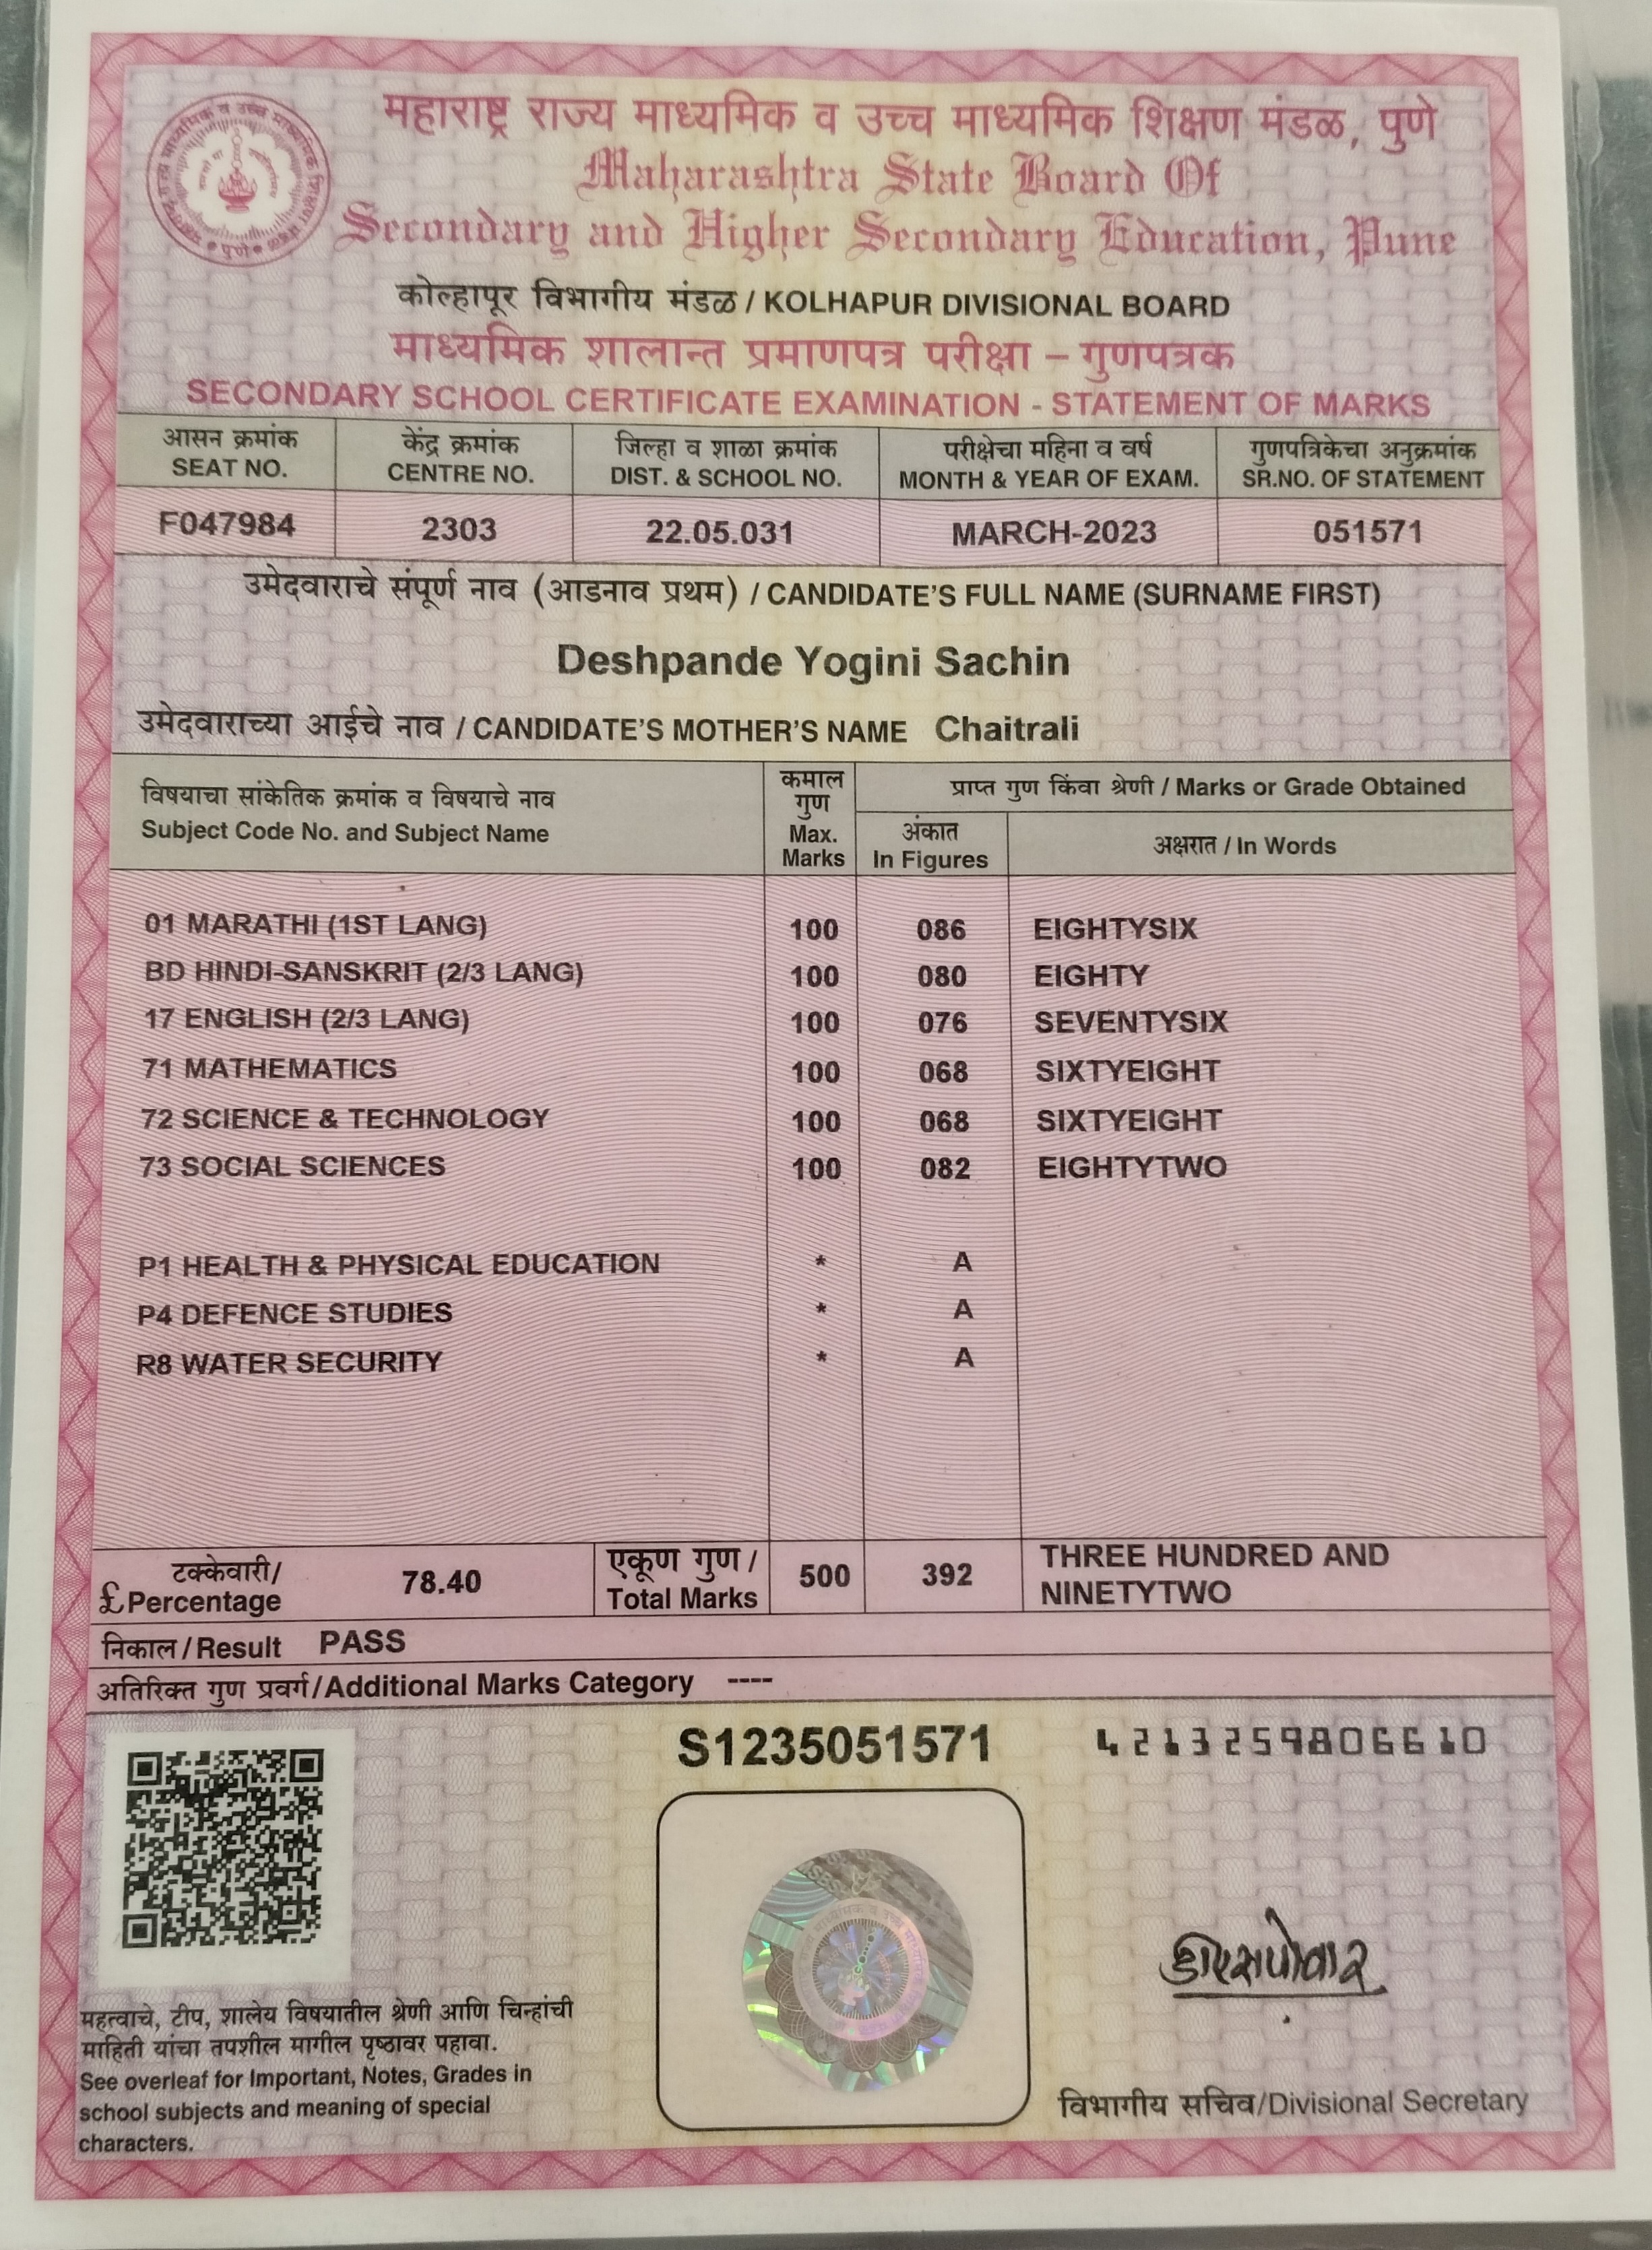 महाराष्ट्र राज्य माध्यमिक व उच्च माध्यमिक शिक्षण मंडळ, पुणे
Maharashtra State Board Of
Secondary and Higher Secondary Education, Pune
कोल्हापूर विभागीय मंडळ / KOLHAPUR DIVISIONAL BOARD
माध्यमिक शालान्त प्रमाणपत्र परीक्षा – गुणपत्रक
SECONDARY SCHOOL CERTIFICATE EXAMINATION - STATEMENT OF MARKS
आसन क्रमांक केंद्र क्रमांक जिल्हा व शाळा क्रमांक परीक्षेचा महिना व वर्ष गुणपत्रिकेचा अनुक्रमांक
SEAT NO. CENTRE NO. DIST. & SCHOOL NO. MONTH & YEAR OF EXAM. SR.NO. OF STATEMENT
F047984 2303 22.05.031 MARCH-2023 051571
उमेदवाराचे संपूर्ण नाव (आडनाव प्रथम) / CANDIDATE'S FULL NAME (SURNAME FIRST)
Deshpande Yogini Sachin
उमेदवाराच्या आईचे नाव / CANDIDATE'S MOTHER'S NAME Chaitrali
विषयाचा सांकेतिक क्रमांक व विषयाचे नाव
Subject Code No. and Subject Name
कमाल
गुण
Max.
Marks
प्राप्त गुण किंवा श्रेणी / Marks or Grade Obtained
अंकात
In Figures
अक्षरात / In Words
01 MARATHI (1ST LANG) 100 086 EIGHTYSIX
BD HINDI-SANSKRIT (2/3 LANG) 100 080 EIGHTY
17 ENGLISH (2/3 LANG) 100 076 SEVENTYSIX
71 MATHEMATICS 100 068 SIXTYEIGHT
72 SCIENCE & TECHNOLOGY 100 068 SIXTYEIGHT
73 SOCIAL SCIENCES 100 082 EIGHTYTWO
P1 HEALTH & PHYSICAL EDUCATION * A
P4 DEFENCE STUDIES * A
R8 WATER SECURITY * A
टक्केवारी/
£ Percentage
78.40
एकूण गुण /
Total Marks
500 392
THREE HUNDRED AND
NINETYTWO
निकाल / Result PASS
अतिरिक्त गुण प्रवर्ग/Additional Marks Category ----
S1235051571
4213259806610
महत्वाचे, टीप, शालेय विषयातील श्रेणी आणि चिन्हांची
माहिती यांचा तपशील मागील पृष्ठावर पहावा.
See overleaf for Important, Notes, Grades in
school subjects and meaning of special
characters.
विभागीय सचिव/Divisional Secretary